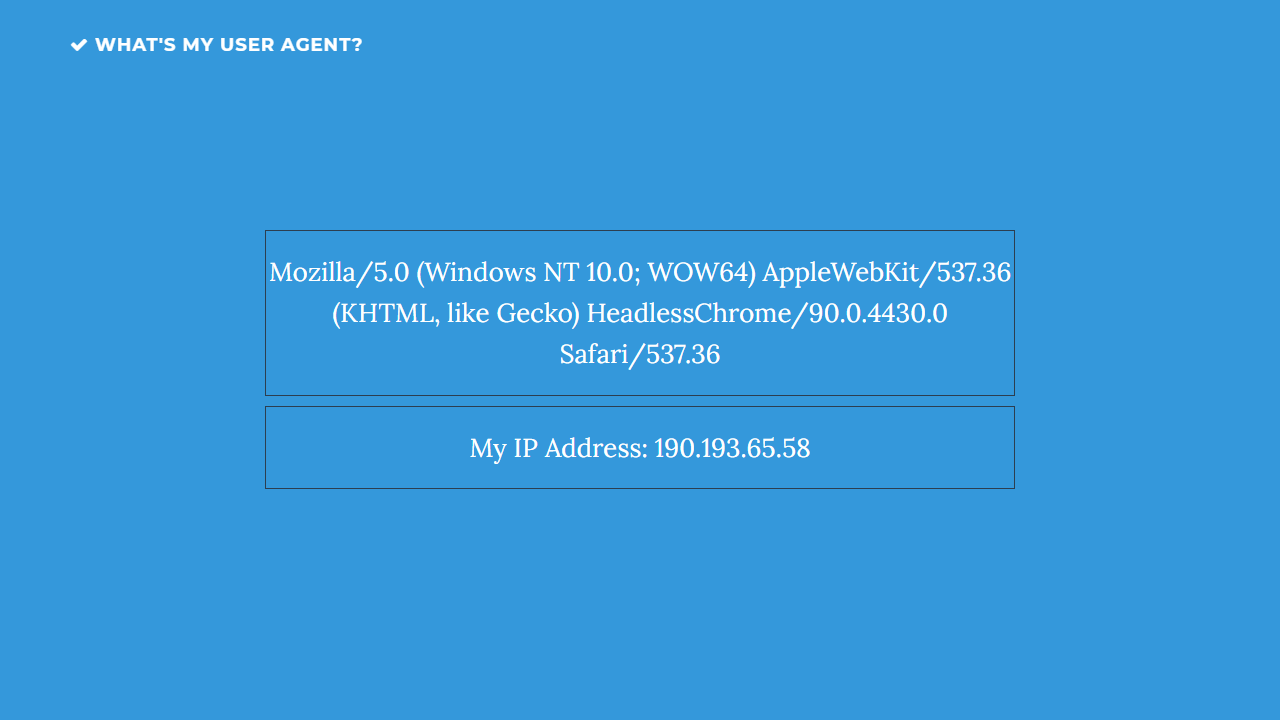 WHAT'S MY USER AGENT?
Mozilla/5.0 (Windows NT 10.0; WOW64) AppleWebKit/537.36
(KHTML, like Gecko) HeadlessChrome/90.0.4430.0
Safari/537.36
My IP Address: 190.193.65.58